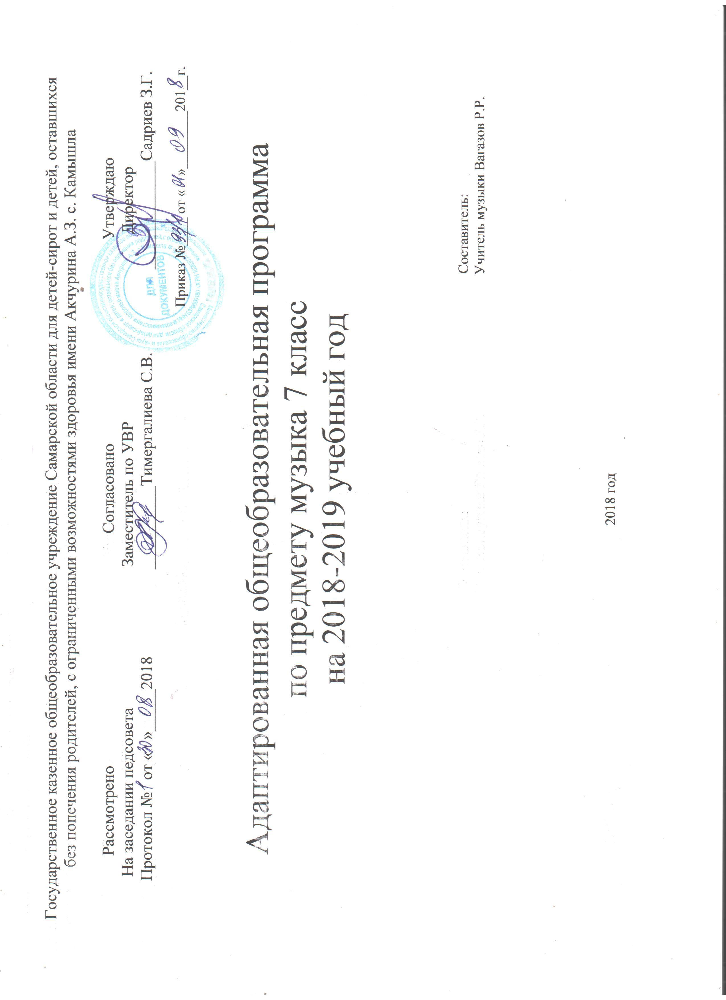 Государственное казенное общеобразовательное учреждение Самарской области для детей-сирот и детей, оставшихся
без попечения родителей, с ограниченными возможностями здоровья имени Акчурина А.З. с. Камышла
Рассмотрено
На заседании педсовета
Протокол № 1 от «30» 08 2018
Согласовано
Заместитель по УВР
Тимергалиева С.В.
Утверждаю
Директор
Садриев З.Г.
Приказ № от «01» 09 2018 г.
ДЛЯ
ДОКУМЕНТОВ
Адаптированная общеобразовательная программа
по предмету музыка 7 класс
на 2018-2019 учебный год
Составитель:
Учитель музыки Вагазов Р.Р.
2018 год